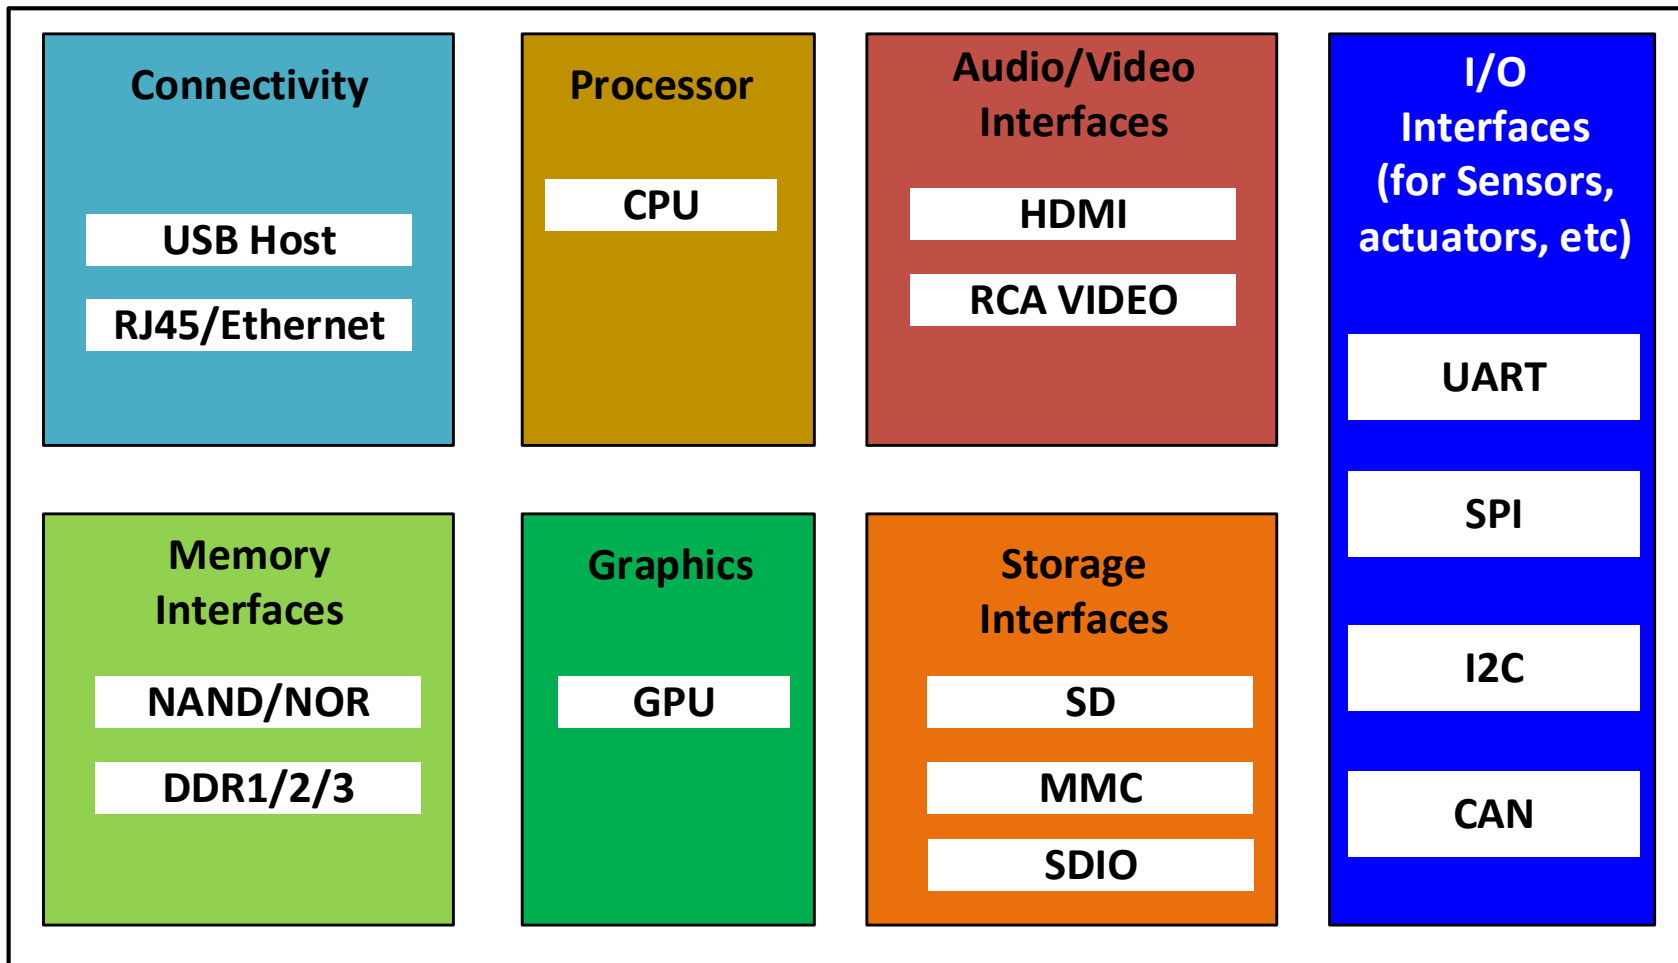 Connectivity
USB Host
RJ45/Ethernet
Processor
CPU
Audio/Video
Interfaces
HDMI
RCA VIDEO
I/O
Interfaces
(for Sensors,
actuators, etc)
UART
SPI
I2C
CAN
Memory
Interfaces
NAND/NOR
DDR1/2/3
Graphics
GPU
Storage
Interfaces
SD
MMC
SDIO